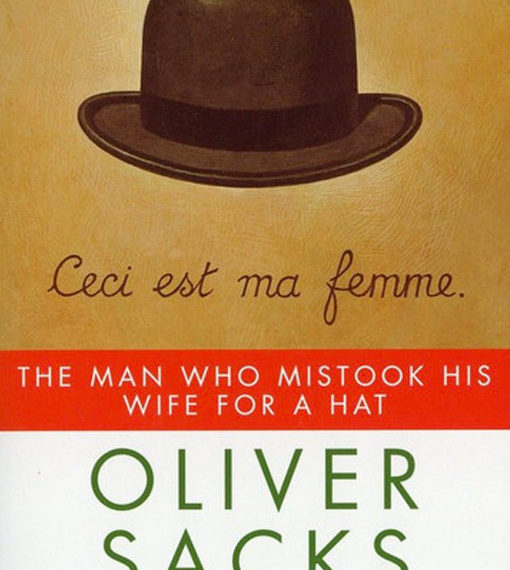 Ceci est ma femme.
THE MAN WHO MISTOOK HIS
WIFE FOR A HAT
OLIVER
SACKS